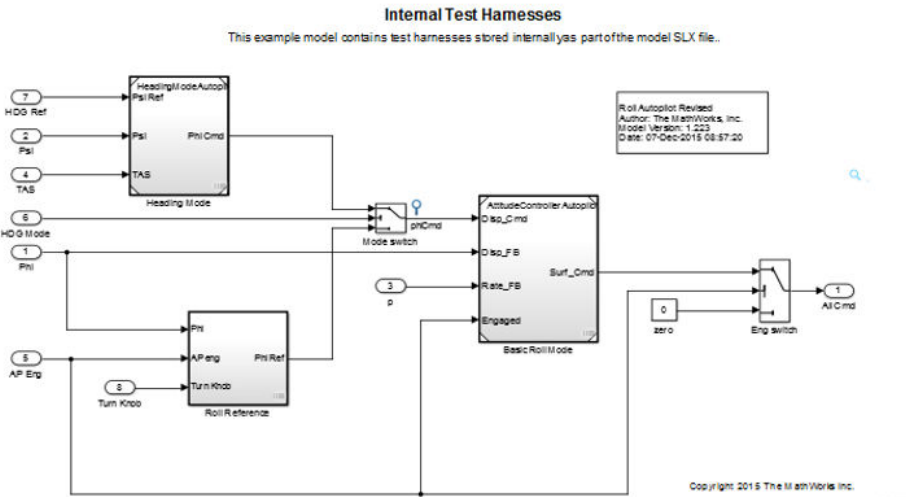 Internal Test Harnesses
This example model contains test harnesses stored internally as part of the model SLX file..
HeadingModeAutopil
7
Psi Ref
HDG Ref
Roll Autopilot Revised
Author: The MathWorks, Inc.
Model Version: 1.223
Date: 07-Dec-2015 08:57:20
2
Psi
Phi Cmd
Psi
4
TAS
TAS
Heading Mode
AttitudeController Autopilo
6
Disp_Cmd
phiCmd
HDG Mode
Mode switch
1
Disp_FB
Phi
Surf_Cmd
3
Rate_FB
1
p
0
Ail Cmd
Engaged
zero
Eng switch
Phi
Basic Roll Mode
5
AP eng
Phi Ref
AP Eng
8
Turn Knob
Turn Knob
Roll Reference
Copyright 2015 The MathWorks Inc.